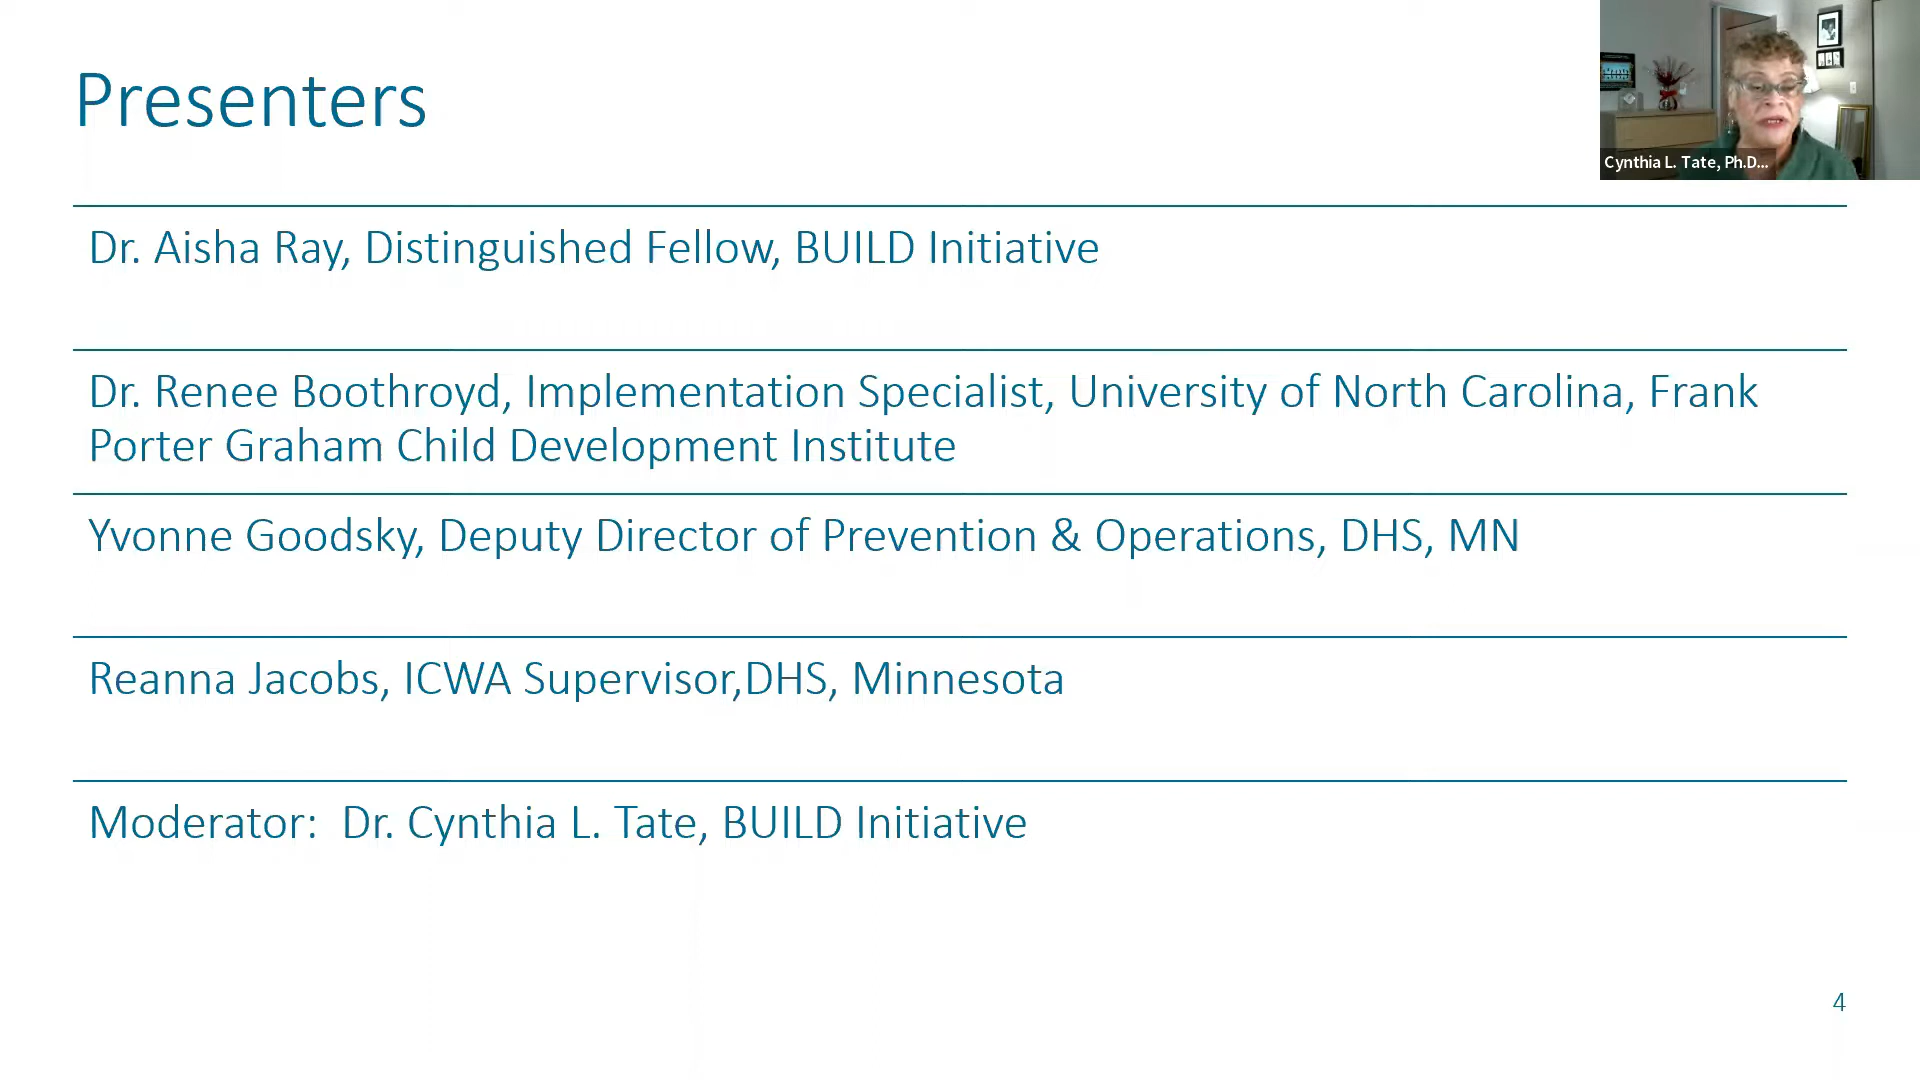 Presenters
Cynthia L. Tate, Ph.D...
Dr. Aisha Ray, Distinguished Fellow, BUILD Initiative
Dr. Renee Boothroyd, Implementation Specialist, University of North Carolina, Frank
Porter Graham Child Development Institute
Yvonne Goodsky, Deputy Director of Prevention & Operations, DHS, MN
Reanna Jacobs, ICWA Supervisor,DHS, Minnesota
Moderator:  Dr. Cynthia L. Tate, BUILD Initiative
4